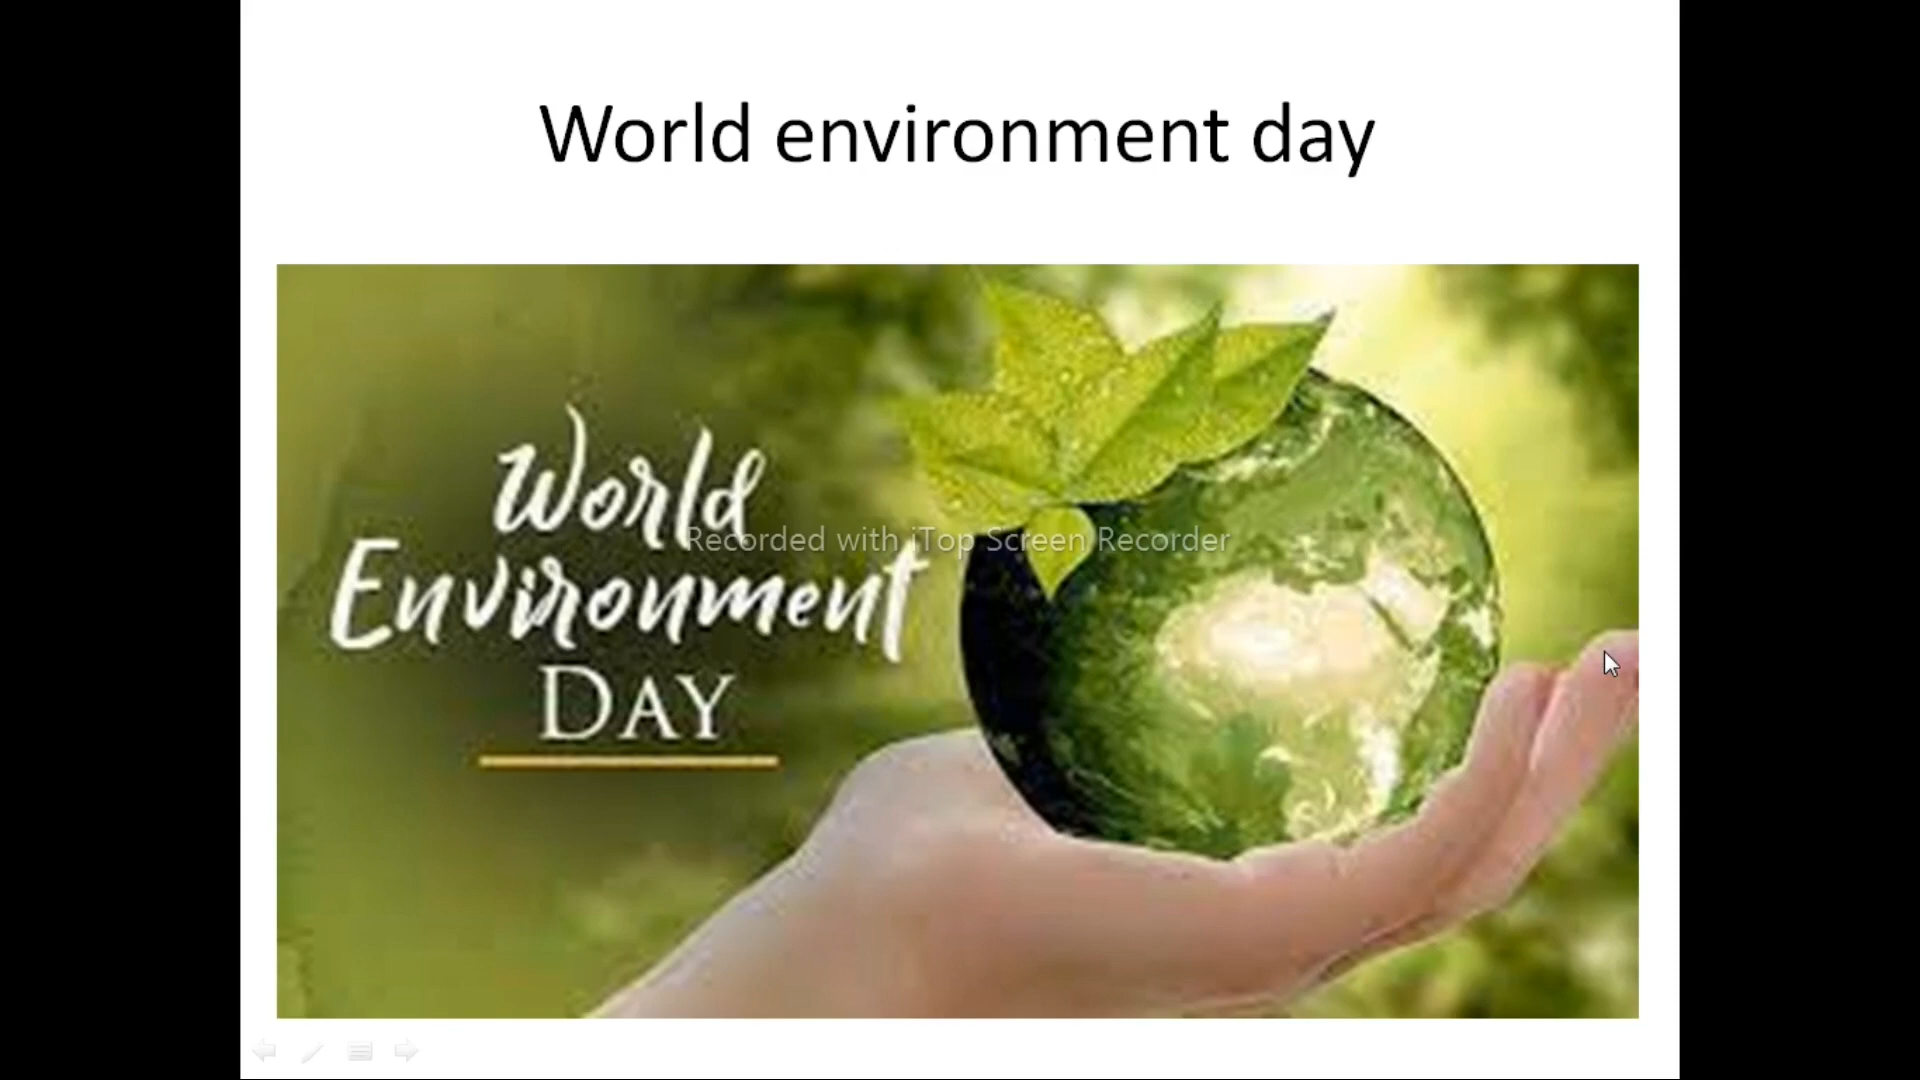 World environment day
World
Recorded with iTop Screen Recorder
Environment
DAY